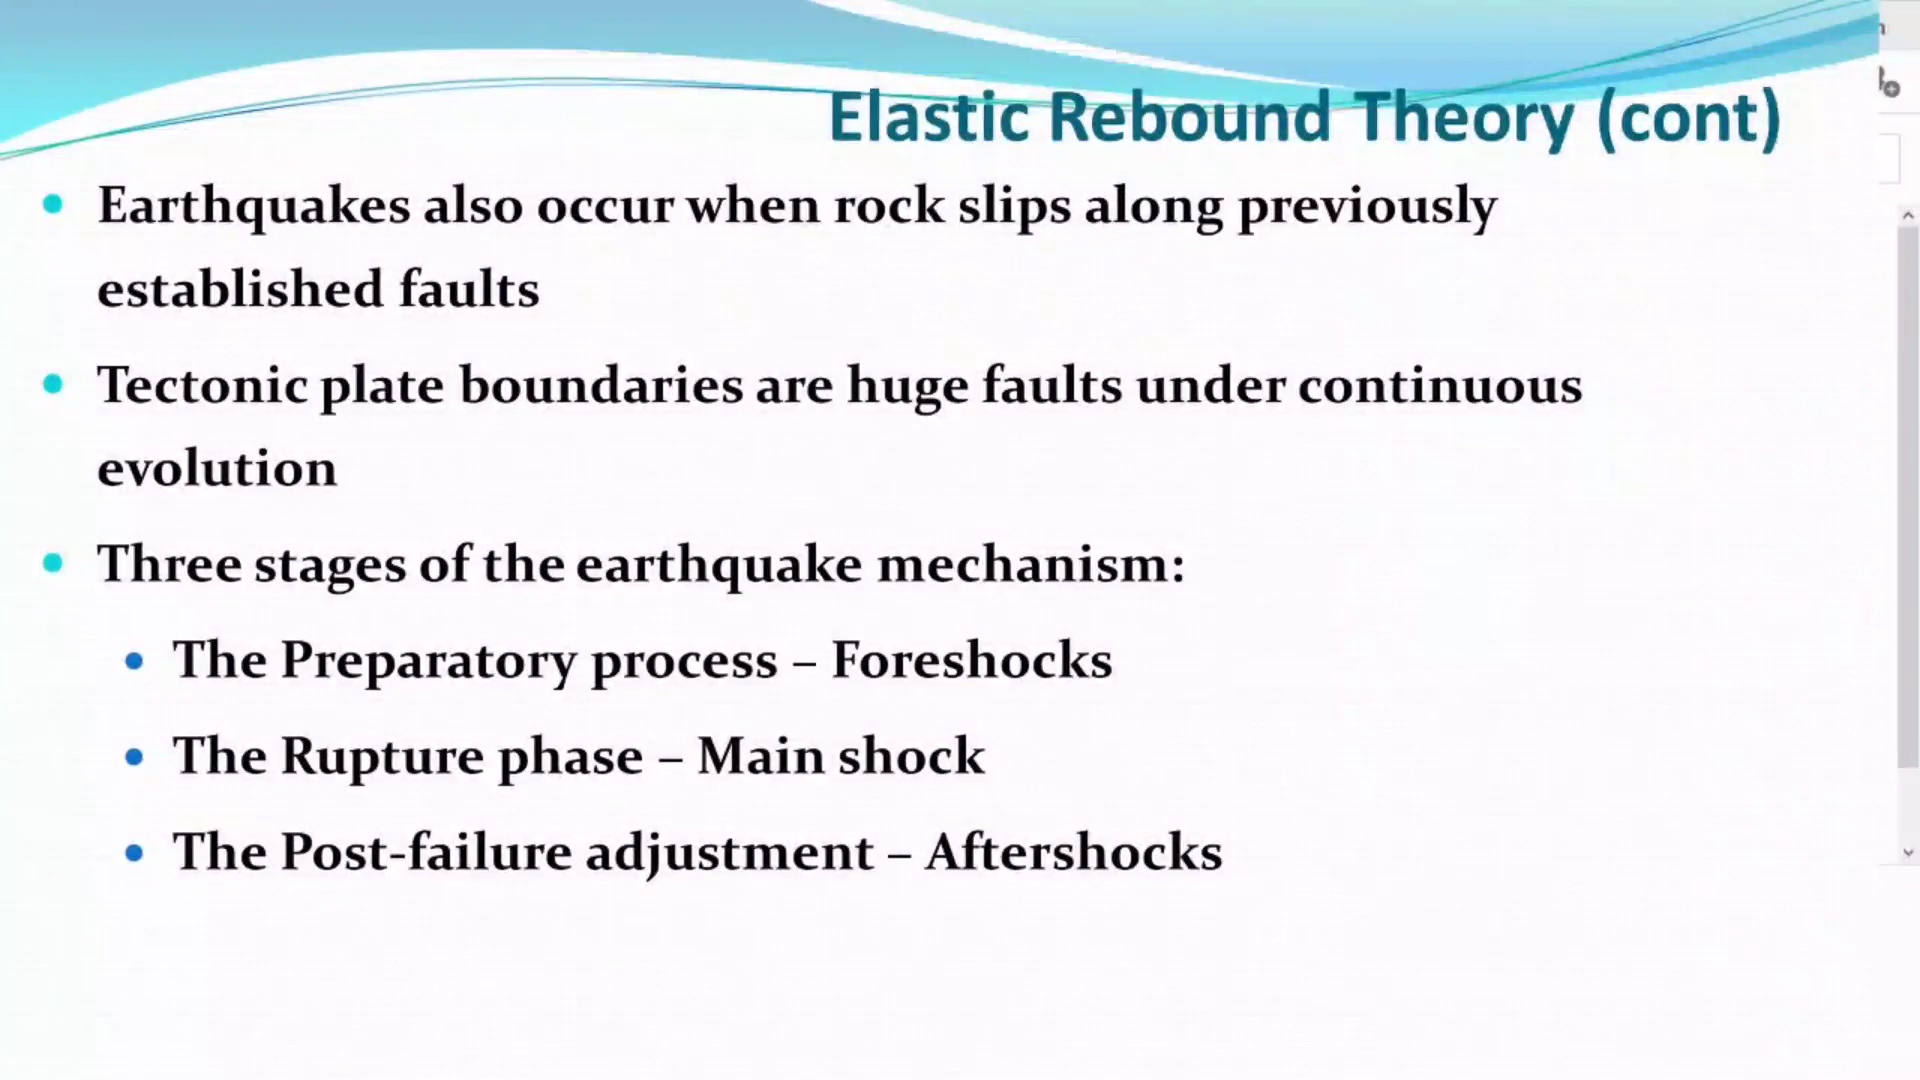 Elastic Rebound Theory (cont)
• Earthquakes also occur when rock slips along previously
established faults
• Tectonic plate boundaries are huge faults under continuous
evolution
• Three stages of the earthquake mechanism:
• The Preparatory process – Foreshocks
• The Rupture phase – Main shock
• The Post-failure adjustment – Aftershocks